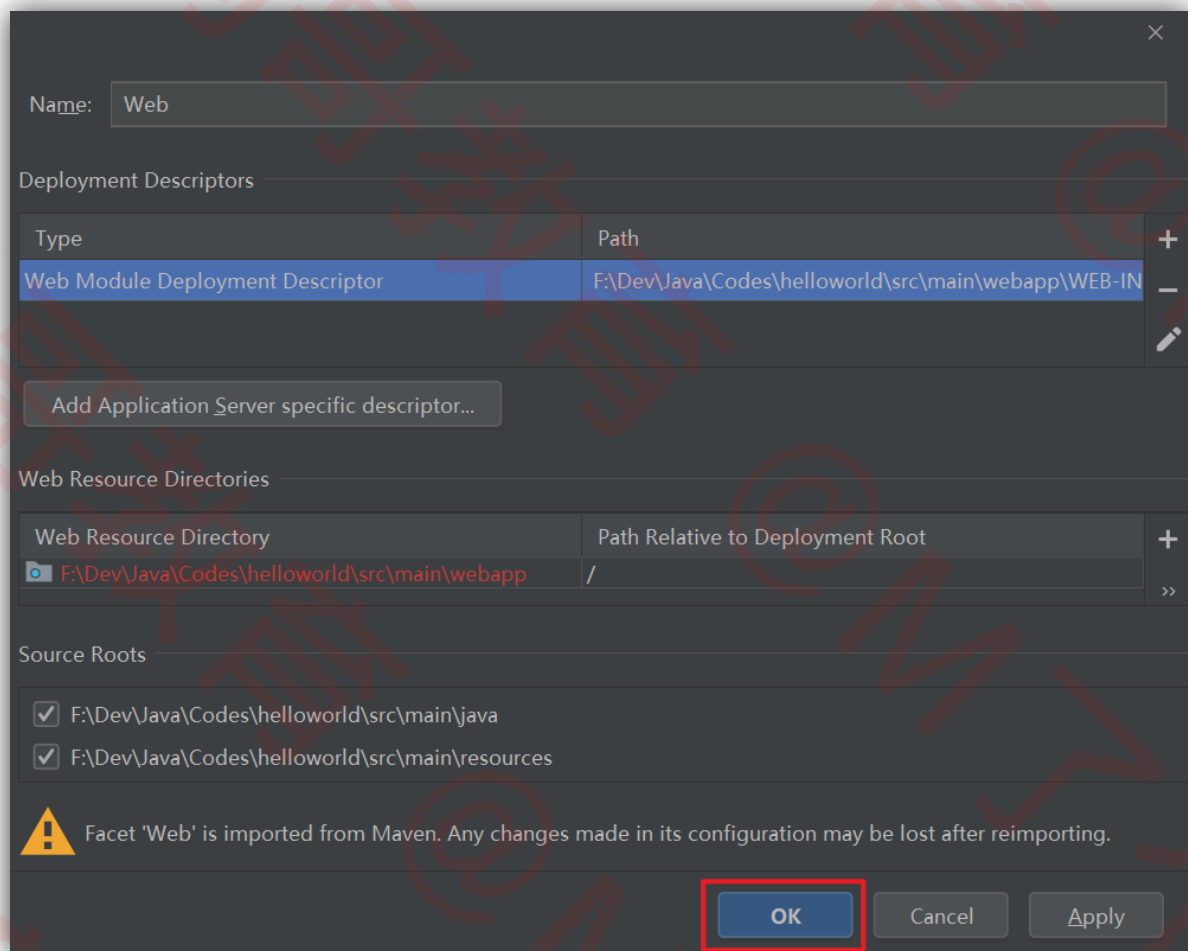 Name: Web
Deployment Descriptors
Type Path
Web Module Deployment Descriptor F:\Dev\Java\Codes\helloworld\src\main\webapp\WEB-IN
Add Application Server specific descriptor...
Web Resource Directories
Web Resource Directory Path Relative to Deployment Root
F:\Dev\Java\Codes\helloworld\src\main\webapp /
Source Roots
F:\Dev\Java\Codes\helloworld\src\main\java
F:\Dev\Java\Codes\helloworld\src\main\resources
Facet 'Web' is imported from Maven. Any changes made in its configuration may be lost after reimporting.
OK Cancel Apply